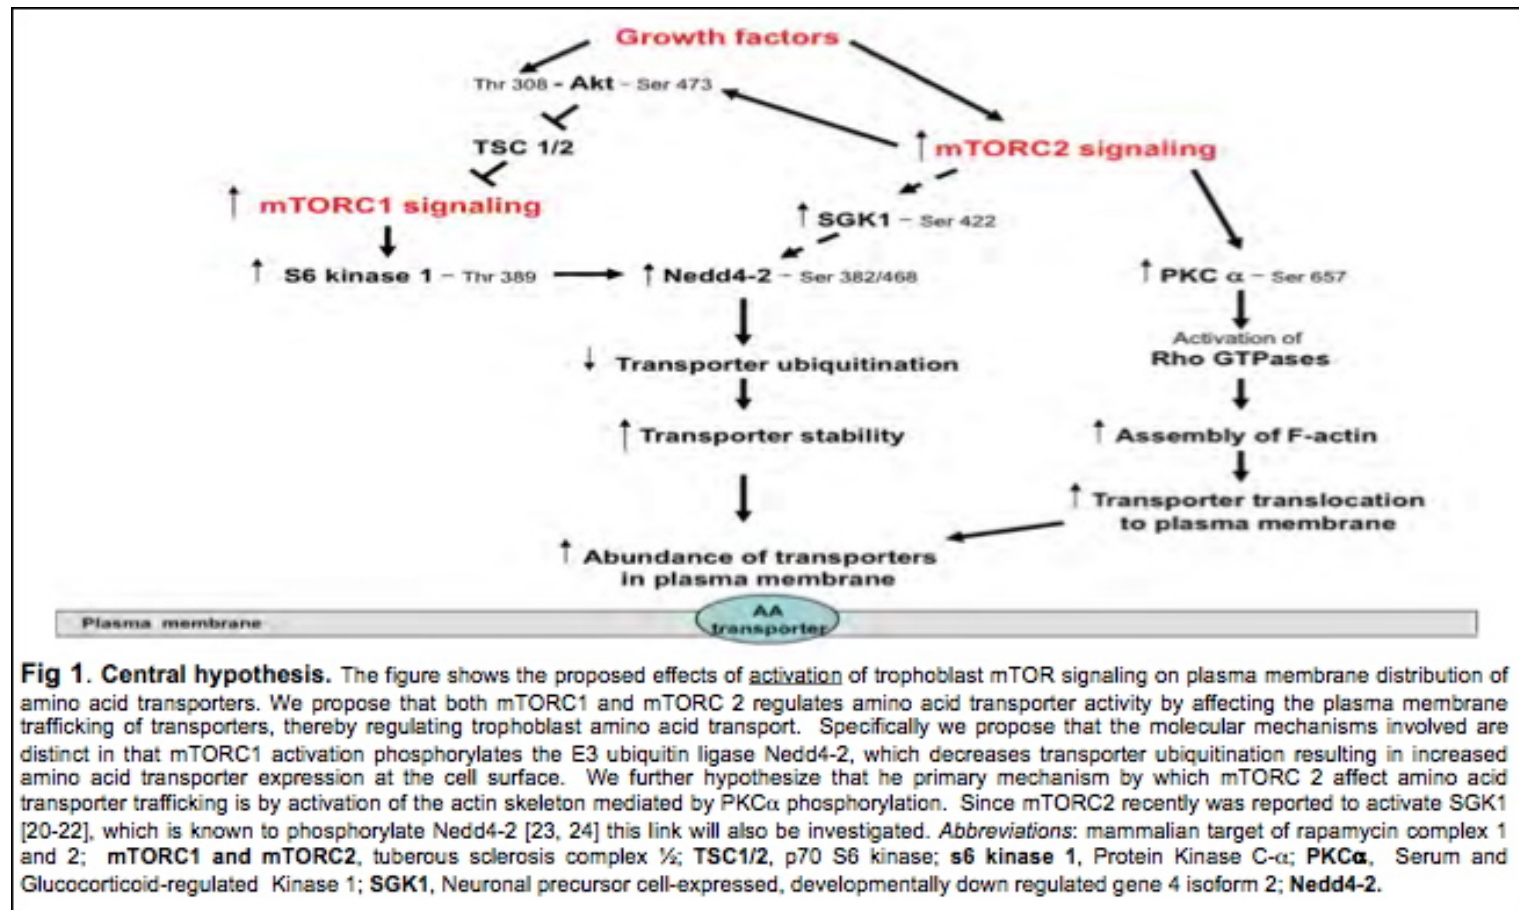 Growth factors
Thr 308 - Akt - Ser 473
TSC 1/2
↑ mTORC2 signaling
↑ mTORC1 signaling
↑ SGK1 - Ser 422
↑ S6 kinase 1 - Thr 389
↑ Nedd4-2 - Ser 382/468
↑ PKC α - Ser 657
Activation of
Rho GTPases
↓ Transporter ubiquitination
↑ Transporter stability
↑ Assembly of F-actin
↑ Transporter translocation
to plasma membrane
↑ Abundance of transporters
in plasma membrane
AA
transporter
Plasma membrane
Fig 1. Central hypothesis. The figure shows the proposed effects of activation of trophoblast mTOR signaling on plasma membrane distribution of
amino acid transporters. We propose that both mTORC1 and mTORC 2 regulates amino acid transporter activity by affecting the plasma membrane
trafficking of transporters, thereby regulating trophoblast amino acid transport. Specifically we propose that the molecular mechanisms involved are
distinct in that mTORC1 activation phosphorylates the E3 ubiquitin ligase Nedd4-2, which decreases transporter ubiquitination resulting in increased
amino acid transporter expression at the cell surface. We further hypothesize that he primary mechanism by which mTORC 2 affect amino acid
transporter trafficking is by activation of the actin skeleton mediated by PKCα phosphorylation. Since mTORC2 recently was reported to activate SGK1
[20-22], which is known to phosphorylate Nedd4-2 [23, 24] this link will also be investigated. Abbreviations: mammalian target of rapamycin complex 1
and 2; mTORC1 and mTORC2, tuberous sclerosis complex ½; TSC1/2, p70 S6 kinase; s6 kinase 1, Protein Kinase C-α; PKCα, Serum and
Glucocorticoid-regulated Kinase 1; SGK1, Neuronal precursor cell-expressed, developmentally down regulated gene 4 isoform 2; Nedd4-2.